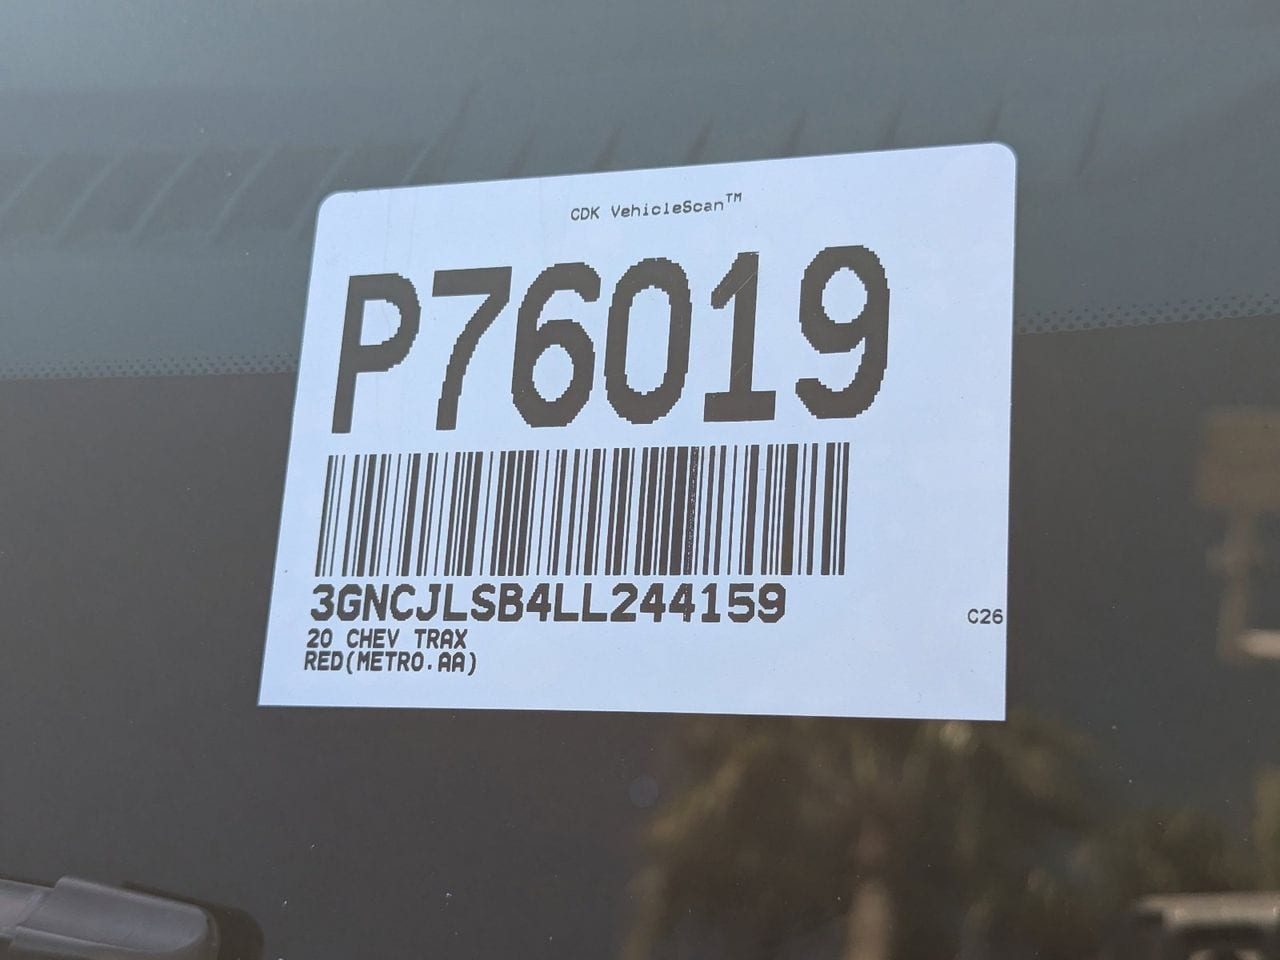 CDK VehicleScan™
P76019
3GNCJLSB4LL244159
20 CHEV TRAX
RED(METRO.AA)
C26